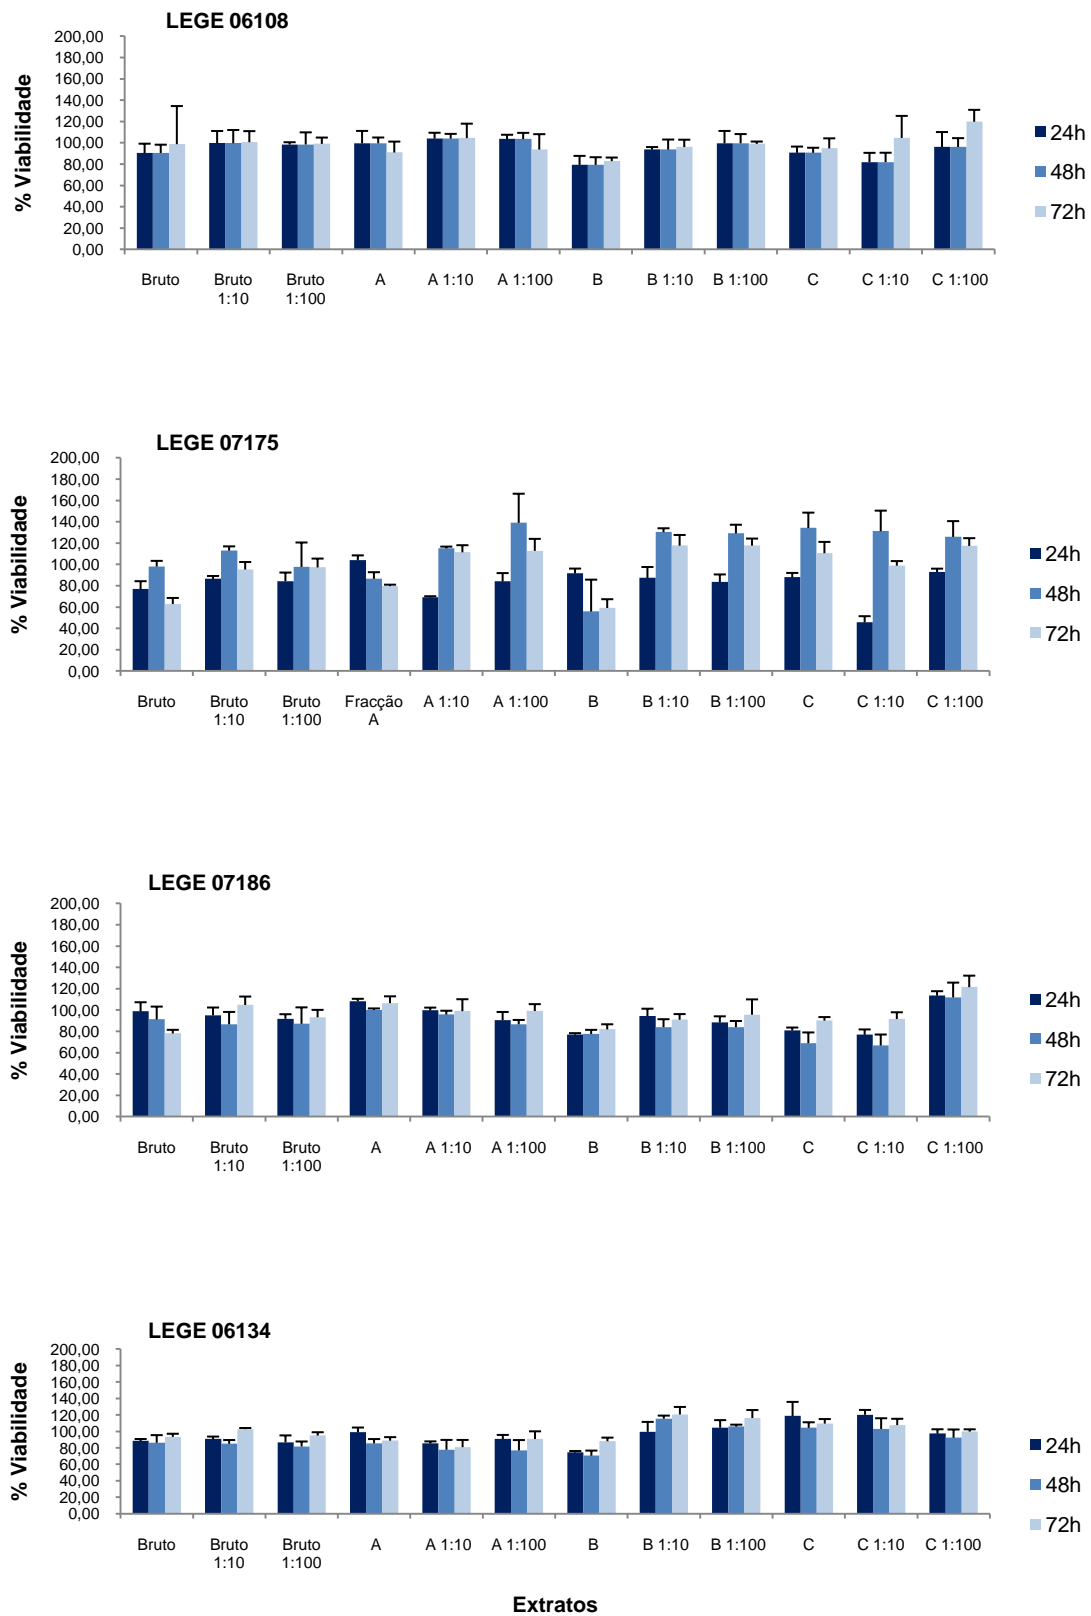 LEGE 06108
% Viabilidade
200,00
180,00
160,00
140,00
120,00
100,00
80,00
60,00
40,00
20,00
0,00
Bruto
Bruto 1:10
Bruto 1:100
A
A 1:10
A 1:100
B
B 1:10
B 1:100
C
C 1:10
C 1:100
24h
48h
72h
LEGE 07175
% Viabilidade
200,00
180,00
160,00
140,00
120,00
100,00
80,00
60,00
40,00
20,00
0,00
Bruto
Bruto 1:10
Bruto 1:100
Fracção A
A 1:10
A 1:100
B
B 1:10
B 1:100
C
C 1:10
C 1:100
24h
48h
72h
LEGE 07186
% Viabilidade
200,00
180,00
160,00
140,00
120,00
100,00
80,00
60,00
40,00
20,00
0,00
Bruto
Bruto 1:10
Bruto 1:100
A
A 1:10
A 1:100
B
B 1:10
B 1:100
C
C 1:10
C 1:100
24h
48h
72h
LEGE 06134
% Viabilidade
200,00
180,00
160,00
140,00
120,00
100,00
80,00
60,00
40,00
20,00
0,00
Bruto
Bruto 1:10
Bruto 1:100
A
A 1:10
A 1:100
B
B 1:10
B 1:100
C
C 1:10
C 1:100
24h
48h
72h
Extratos